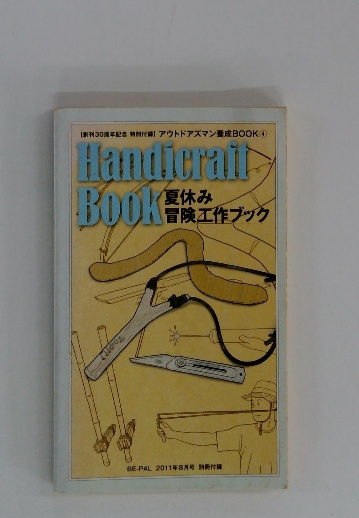 【創刊30周年記念 特別付録】 アウトドアズマン養成BOOK④
Handicraft
Book 夏休み
冒険工作ブック
BE-PAL 2011年8月号 別冊付録